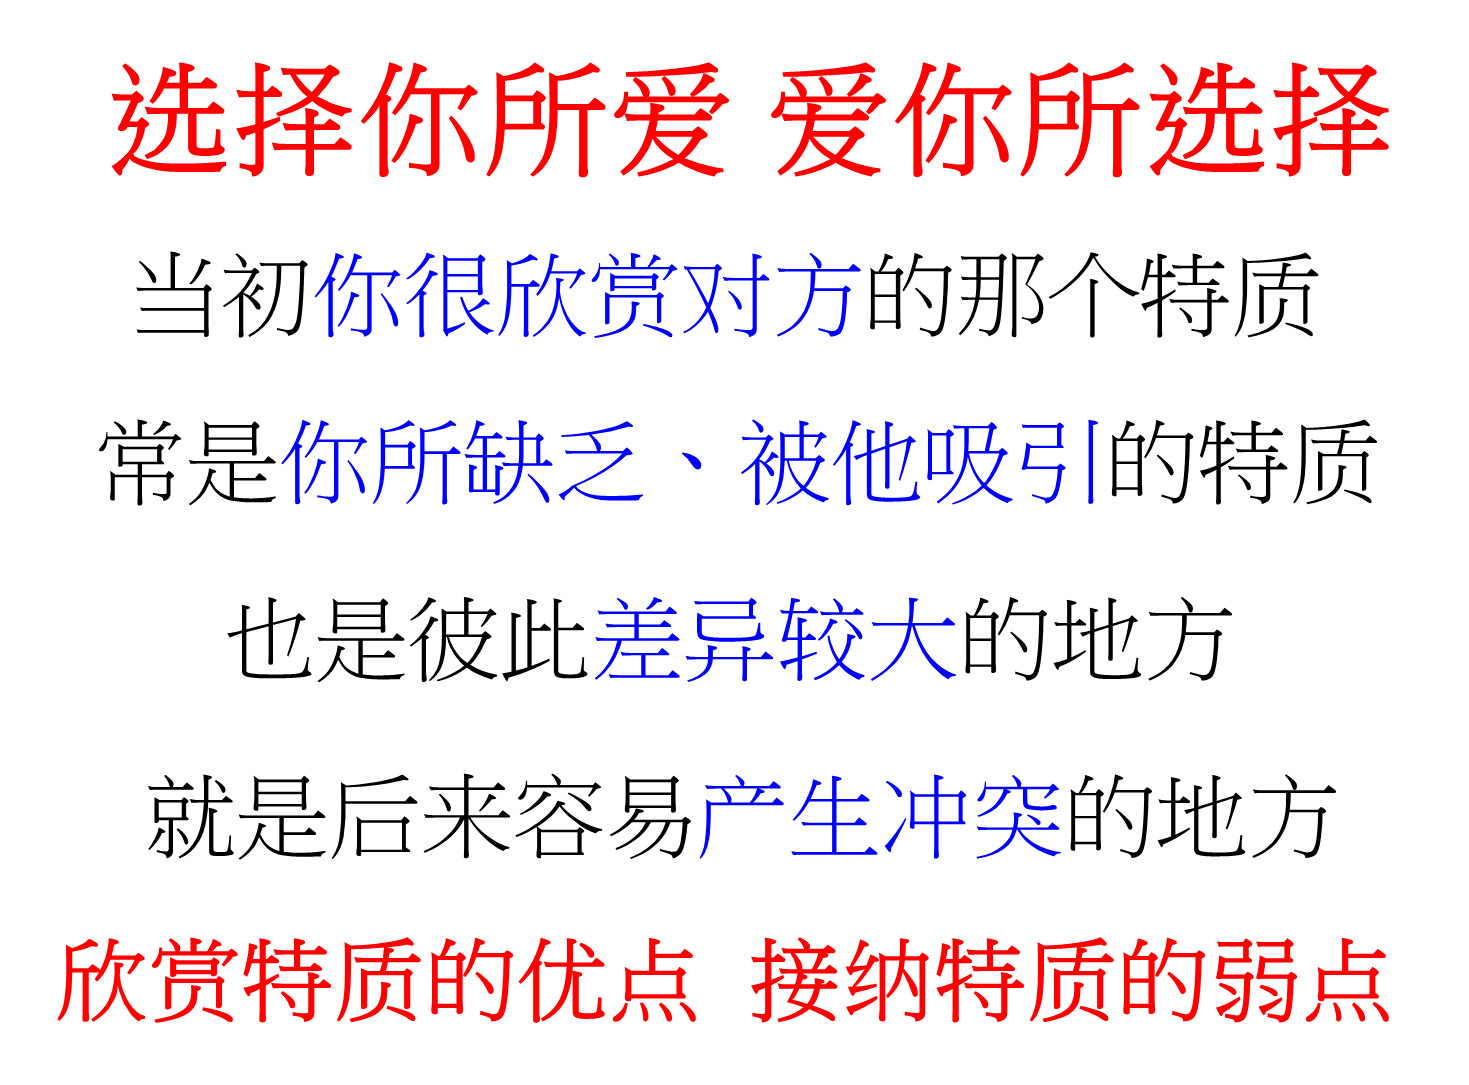 选择你所爱 爱你所选择
当初你很欣赏对方的那个特质
常是你所缺乏、被他吸引的特质
也是彼此差异较大的地方
就是后来容易产生冲突的地方
欣赏特质的优点 接纳特质的弱点